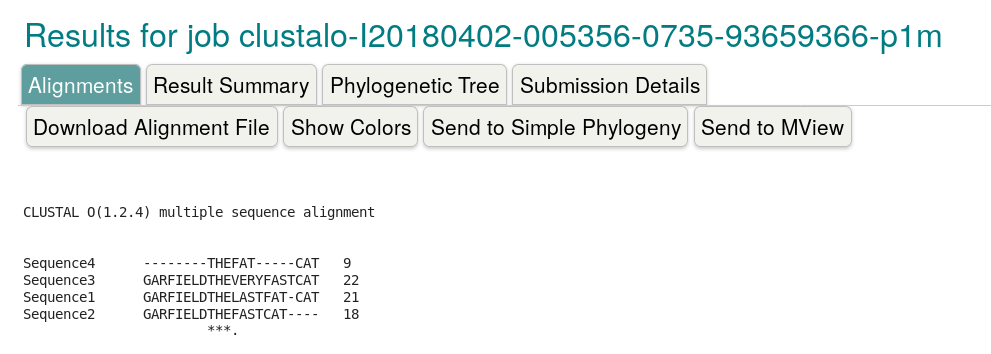 Results for job clustalo-I20180402-005356-0735-93659366-p1m
Alignments Result Summary Phylogenetic Tree Submission Details
Download Alignment File Show Colors Send to Simple Phylogeny Send to MView
CLUSTAL O(1.2.4) multiple sequence alignment
Sequence4      --------THEFAT-----CAT   9
Sequence3      GARFIELDTHEVERYFASTCAT   22
Sequence1      GARFIELDTHELASTFAT-CAT   21
Sequence2      GARFIELDTHEFASTCAT----   18
                       ***.